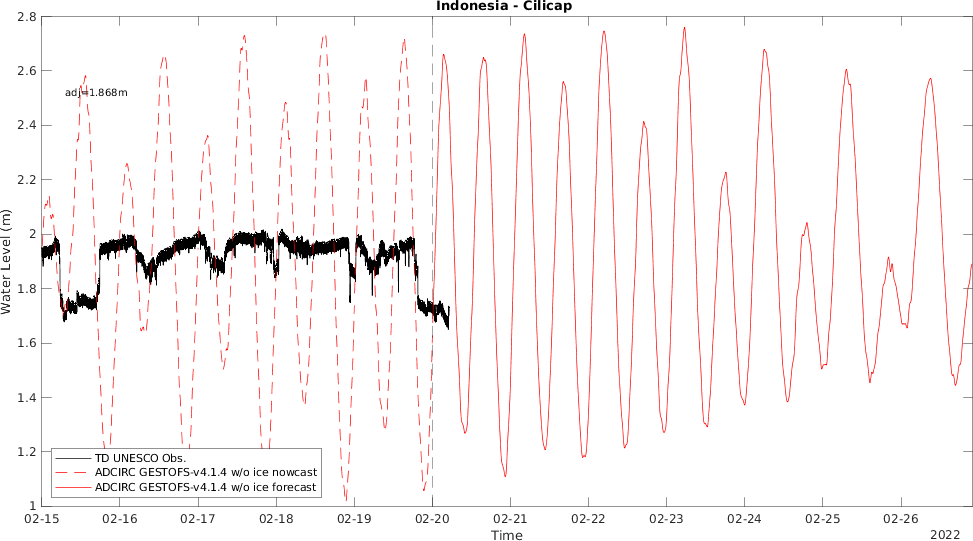 Indonesia - Cilicap
2.8
2.6
2.4
2.2
2
1.8
1.6
1.4
1.2
1
Water Level (m)
adj=1.868m
TD UNESCO Obs.
ADCIRC GESTOFS-v4.1.4 w/o ice nowcast
ADCIRC GESTOFS-v4.1.4 w/o ice forecast
02-15 02-16 02-17 02-18 02-19 02-20 02-21 02-22 02-23 02-24 02-25 02-26
Time
2022